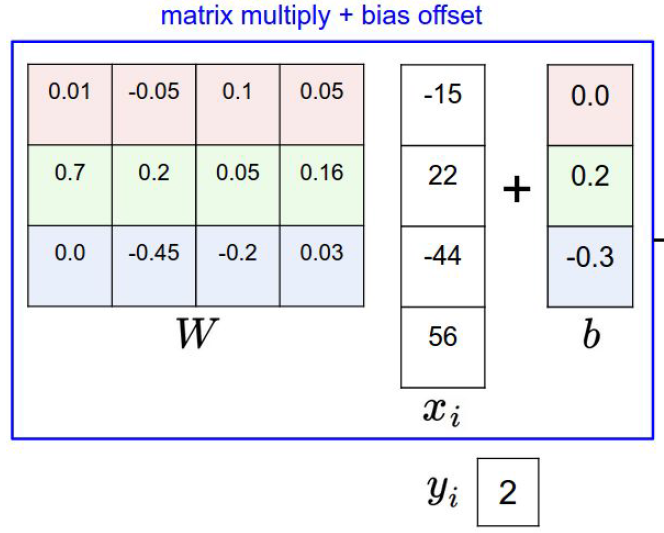 matrix multiply + bias offset
0.01 -0.05 0.1 0.05
0.7 0.2 0.05 0.16
0.0 -0.45 -0.2 0.03
W
-15
22
-44
56
x_i
+
0.0
0.2
-0.3
b
y_i 2